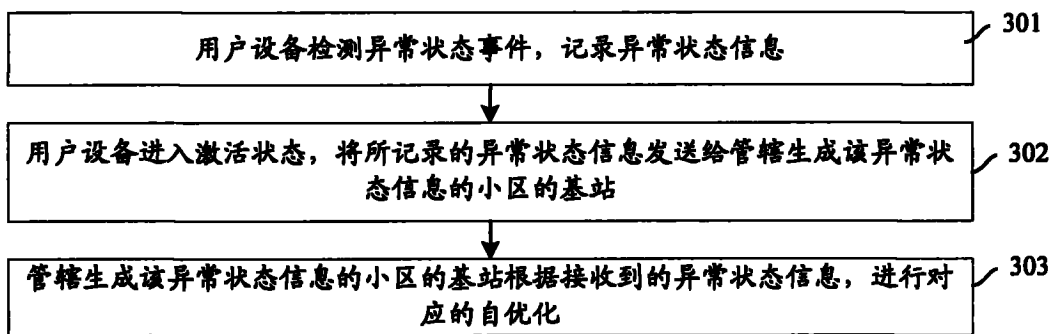 用户设备检测异常状态事件，记录异常状态信息
301
用户设备进入激活状态，将所记录的异常状态信息发送给管辖生成该异常状
态信息的小区的基站
302
管辖生成该异常状态信息的小区的基站根据接收到的异常状态信息，进行对
应的自优化
303